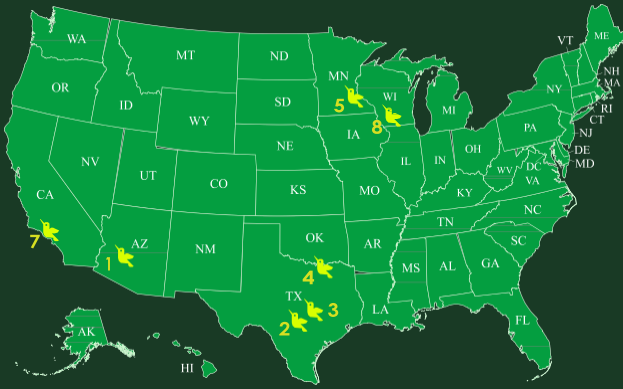 WA
MT
ND
MN
VT
ME
OR
ID
WY
SD
WI
MI
NY
NH
MA
RI
CT
NV
UT
CO
NE
IA
IL
IN
OH
PA
NJ
DE
MD
DC
WV
VA
CA
KS
MO
KY
NC
TN
AZ
NM
OK
AR
SC
MS
AL
GA
TX
LA
FL
AK
HI
5
8
7
1
4
3
2